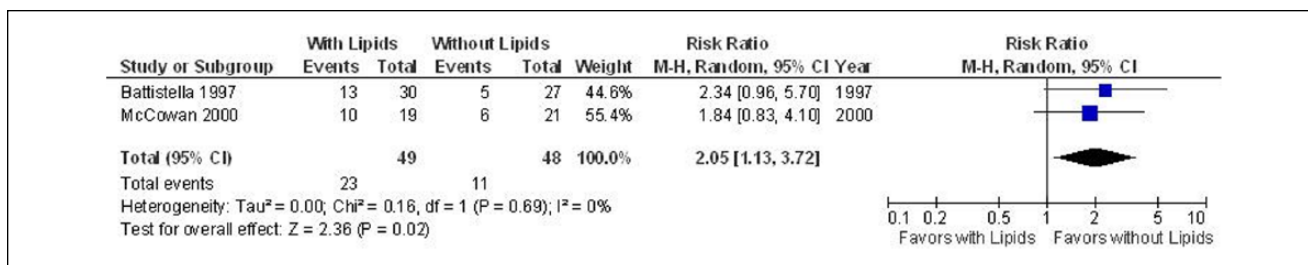 With Lipids Without Lipids Risk Ratio Risk Ratio
Study or Subgroup Events Total Events Total Weight M-H, Random, 95% CI Year M-H, Random, 95% CI
Battistella 1997 13 30 5 27 44.6% 2.34 [0.96, 5.70] 1997
McCowan 2000 10 19 6 21 55.4% 1.84 [0.83, 4.10] 2000
Total (95% CI) 49 48 100.0% 2.05 [1.13, 3.72]
Total events 23 11
Heterogeneity: Tau² = 0.00; Chi² = 0.16, df = 1 (P = 0.69); I² = 0%
Test for overall effect: Z = 2.36 (P = 0.02)
0.1 0.2 0.5 1 2 5 10
Favors with Lipids Favors without Lipids